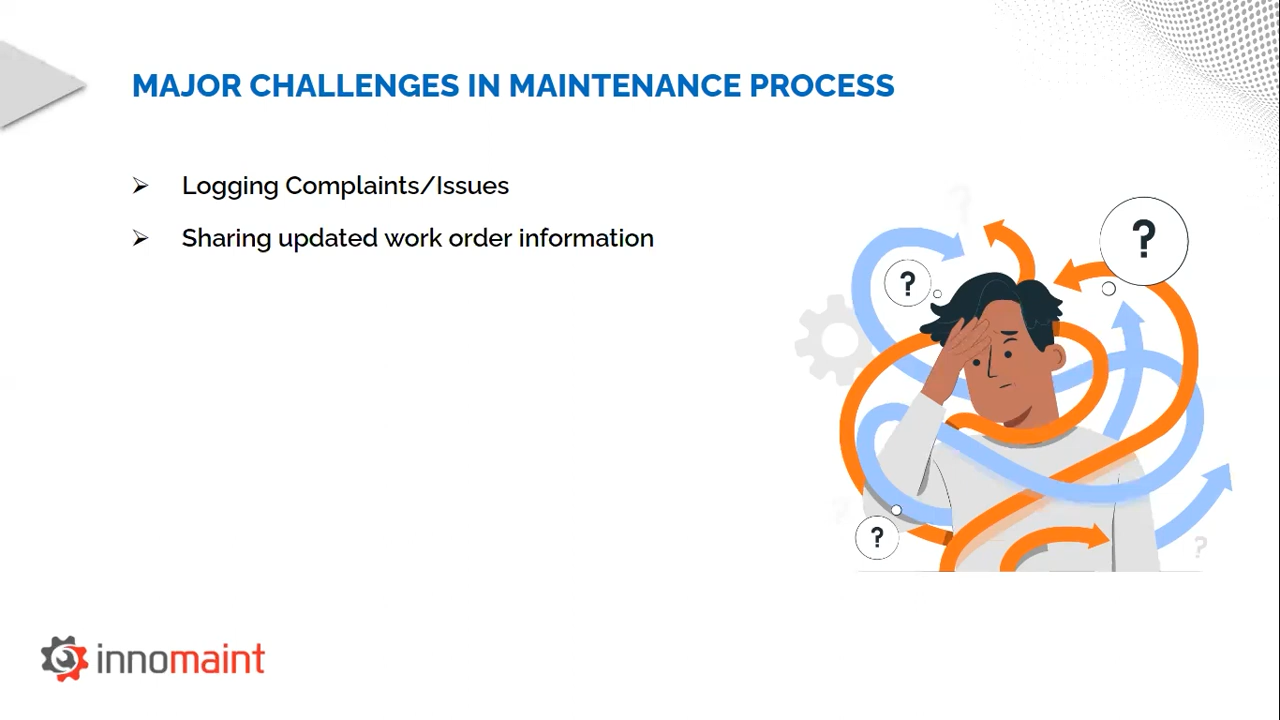 MAJOR CHALLENGES IN MAINTENANCE PROCESS
Logging Complaints/Issues
Sharing updated work order information
?
?
?
?
?
innomaint